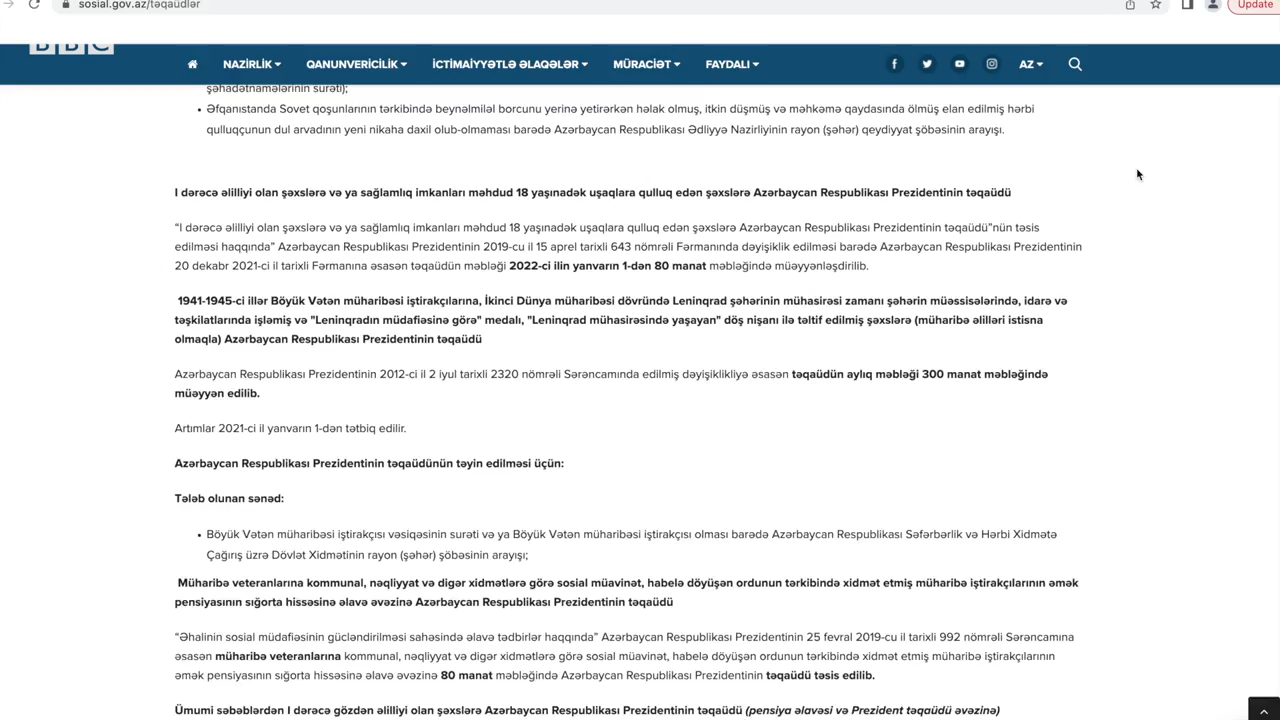 sosial.gov.az/təqaüdlər
Update
BBC
NAZİRLİK QANUNVERİCİLİK İCTİMAİYYƏTLƏ ƏLAQƏLƏR MÜRACİƏT FAYDALI AZ
şəhadətnamələrinin surəti);
• Əfqanıstanda Sovet qoşunlarının tərkibində beynəlmiləl borcunu yerinə yetirərkən həlak olmuş, itkin düşmüş və məhkəmə qaydasında ölmüş elan edilmiş hərbi
qulluqçunun dul arvadının yeni nikaha daxil olub-olmaması barədə Azərbaycan Respublikası Ədliyyə Nazirliyinin rayon (şəhər) qeydiyyat şöbəsinin arayışı.
I dərəcə əlilliyi olan şəxslərə və ya sağlamlıq imkanları məhdud 18 yaşınadək uşaqlara qulluq edən şəxslərə Azərbaycan Respublikası Prezidentinin təqaüdü
“I dərəcə əlilliyi olan şəxslərə və ya sağlamlıq imkanları məhdud 18 yaşınadək uşaqlara qulluq edən şəxslərə Azərbaycan Respublikası Prezidentinin təqaüdü”nün təsis
edilməsi haqqında” Azərbaycan Respublikası Prezidentinin 2019-cu il 15 aprel tarixli 643 nömrəli Fərmanında dəyişiklik edilməsi barədə Azərbaycan Respublikası Prezidentinin
20 dekabr 2021-ci il tarixli Fərmanına əsasən təqaüdün məbləği 2022-ci ilin yanvarın 1-dən 80 manat məbləğində müəyyənləşdirilib.
1941-1945-ci illər Böyük Vətən müharibəsi iştirakçılarına, İkinci Dünya müharibəsi dövründə Leninqrad şəhərinin mühasirəsi zamanı şəhərin müəssisələrində, idarə və
təşkilatlarında işləmiş və "Leninqradın müdafiəsinə görə" medalı, "Leninqrad mühasirəsində yaşayan" döş nişanı ilə təltif edilmiş şəxslərə (müharibə əlilləri istisna
olmaqla) Azərbaycan Respublikası Prezidentinin təqaüdü
Azərbaycan Respublikası Prezidentinin 2012-ci il 2 iyul tarixli 2320 nömrəli Sərəncamında edilmiş dəyişiklikliyə əsasən təqaüdün aylıq məbləği 300 manat məbləğində
müəyyən edilib.
Artımlar 2021-ci il yanvarın 1-dən tətbiq edilir.
Azərbaycan Respublikası Prezidentinin təqaüdünün təyin edilməsi üçün:
Tələb olunan sənəd:
• Böyük Vətən müharibəsi iştirakçısı vəsiqəsinin surəti və ya Böyük Vətən müharibəsi iştirakçısı olması barədə Azərbaycan Respublikası Səfərbərlik və Hərbi Xidmətə
Çağırış üzrə Dövlət Xidmətinin rayon (şəhər) şöbəsinin arayışı;
Müharibə veteranlarına kommunal, nəqliyyat və digər xidmətlərə görə sosial müavinət, habelə döyüşən ordunun tərkibində xidmət etmiş müharibə iştirakçılarının əmək
pensiyasının sığorta hissəsinə əlavə əvəzinə Azərbaycan Respublikası Prezidentinin təqaüdü
“Əhalinin sosial müdafiəsinin gücləndirilməsi sahəsində əlavə tədbirlər haqqında” Azərbaycan Respublikası Prezidentinin 25 fevral 2019-cu il tarixli 992 nömrəli Sərəncamına
əsasən müharibə veteranlarına kommunal, nəqliyyat və digər xidmətlərə görə sosial müavinət, habelə döyüşən ordunun tərkibində xidmət etmiş müharibə iştirakçılarının
əmək pensiyasının sığorta hissəsinə əlavə əvəzinə 80 manat məbləğində Azərbaycan Respublikası Prezidentinin təqaüdü təsis edilib.
Ümumi səbəblərdən I dərəcə gözdən əlilliyi olan şəxslərə Azərbaycan Respublikası Prezidentinin təqaüdü (pensiya əlavəsi və Prezident təqaüdü əvəzinə)